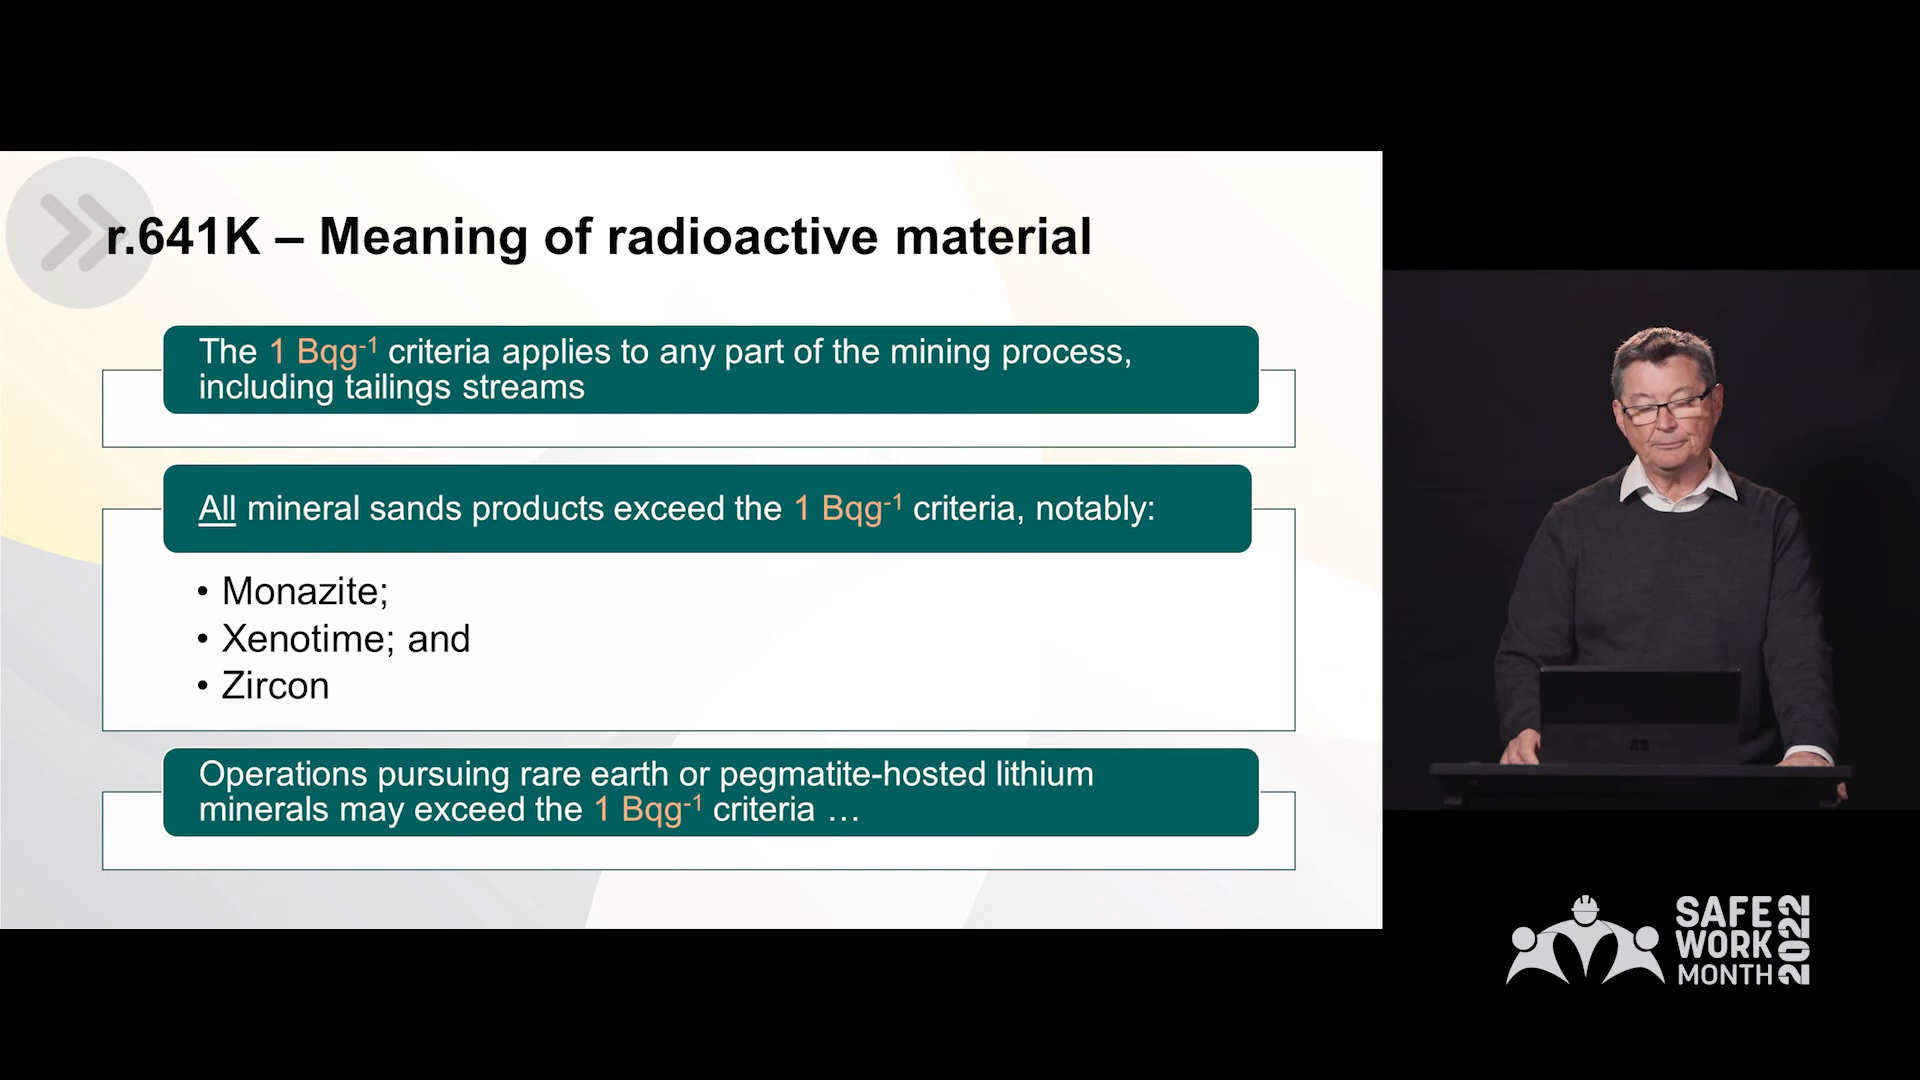 r.641K – Meaning of radioactive material
The 1 Bqg⁻¹ criteria applies to any part of the mining process,
including tailings streams
All mineral sands products exceed the 1 Bqg⁻¹ criteria, notably:
• Monazite;
• Xenotime; and
• Zircon
Operations pursuing rare earth or pegmatite-hosted lithium
minerals may exceed the 1 Bqg⁻¹ criteria …
SAFE
WORK
MONTH
2022